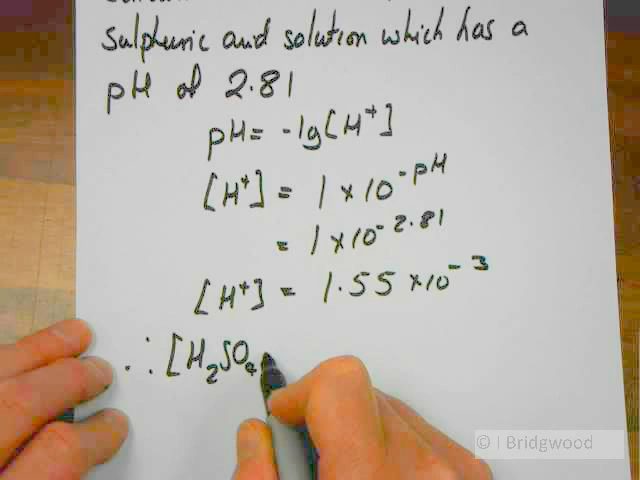 sulphuric acid solution which has a
pH of 2.81
pH = -lg[H⁺]
[H⁺] = 1 × 10⁻ᵖᴴ
= 1 × 10⁻²·⁸¹
[H⁺] = 1.55 × 10⁻³
∴ [H₂SO₄
© I Bridgwood